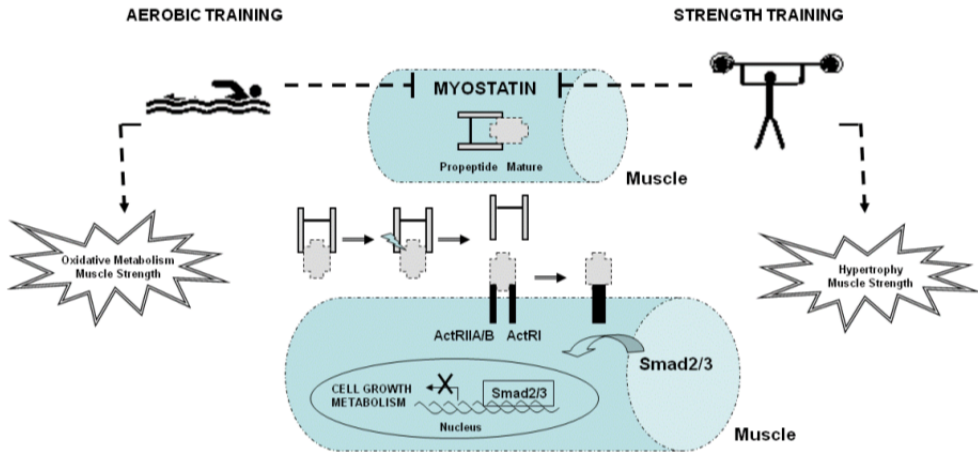 AEROBIC TRAINING
STRENGTH TRAINING
MYOSTATIN
Propeptide Mature
Muscle
Oxidative Metabolism
Muscle Strength
Hypertrophy
Muscle Strength
ActRIIA/B ActRI
Smad2/3
CELL GROWTH
METABOLISM
Smad2/3
Nucleus
Muscle